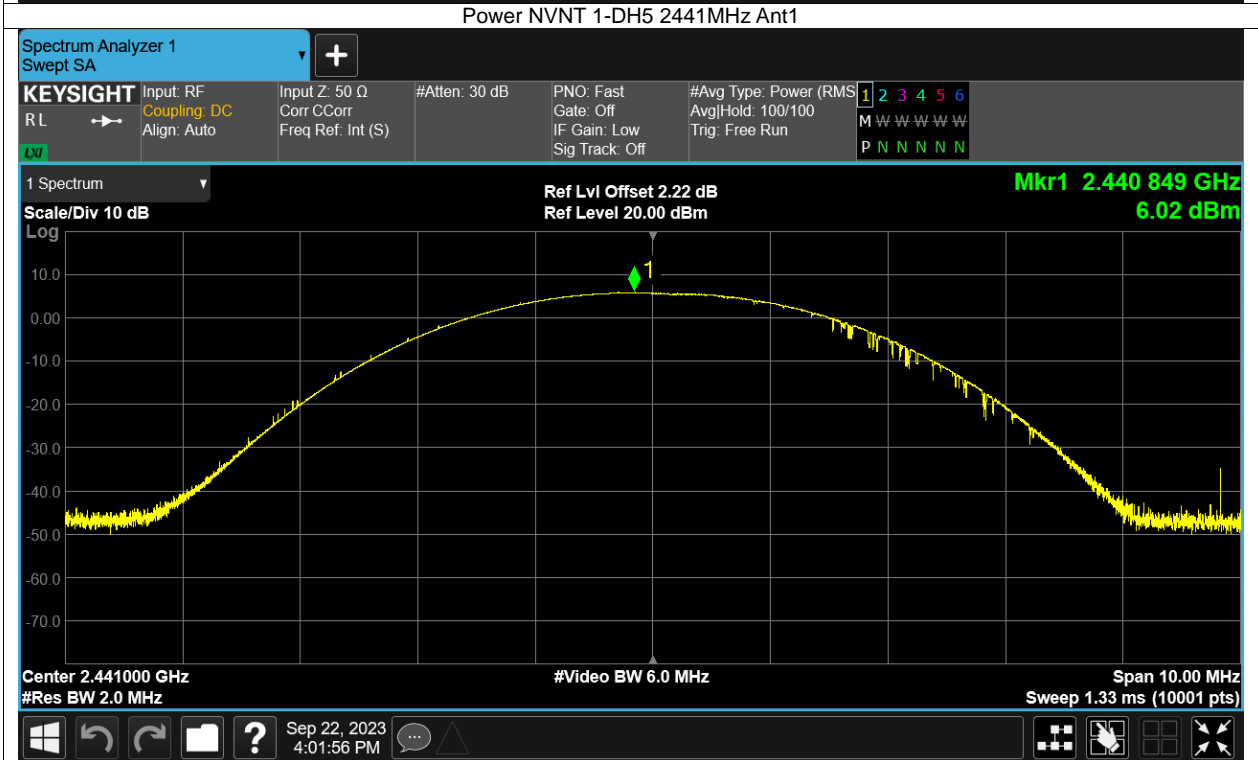 Power NVNT 1-DH5 2441MHz Ant1
Spectrum Analyzer 1
Swept SA
KEYSIGHT
R L
LXI
Input: RF
Coupling: DC
Align: Auto
Input Z: 50 Ω
Corr CCorr
Freq Ref: Int (S)
#Atten: 30 dB
PNO: Fast
Gate: Off
IF Gain: Low
Sig Track: Off
#Avg Type: Power (RMS
Avg|Hold: 100/100
Trig: Free Run
1 2 3 4 5 6
M W W W W W
P N N N N N N
1 Spectrum
Scale/Div 10 dB
Log
Ref Lvl Offset 2.22 dB
Ref Level 20.00 dBm
Mkr1 2.440 849 GHz
6.02 dBm
1
10.0
0.00
-10.0
-20.0
-30.0
-40.0
-50.0
-60.0
-70.0
Center 2.441000 GHz
#Res BW 2.0 MHz
#Video BW 6.0 MHz
Span 10.00 MHz
Sweep 1.33 ms (10001 pts)
?
Sep 22, 2023
4:01:56 PM